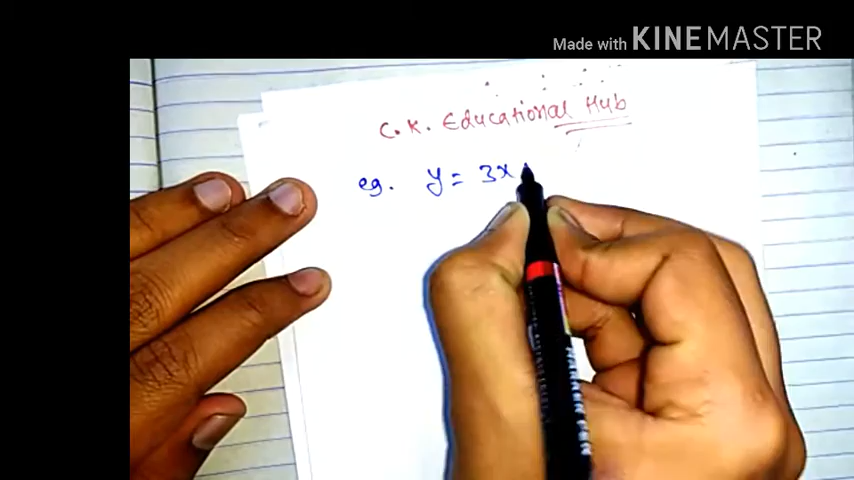 Made with KINEMASTER
C.K. Educational Hub
eg. y = 3x